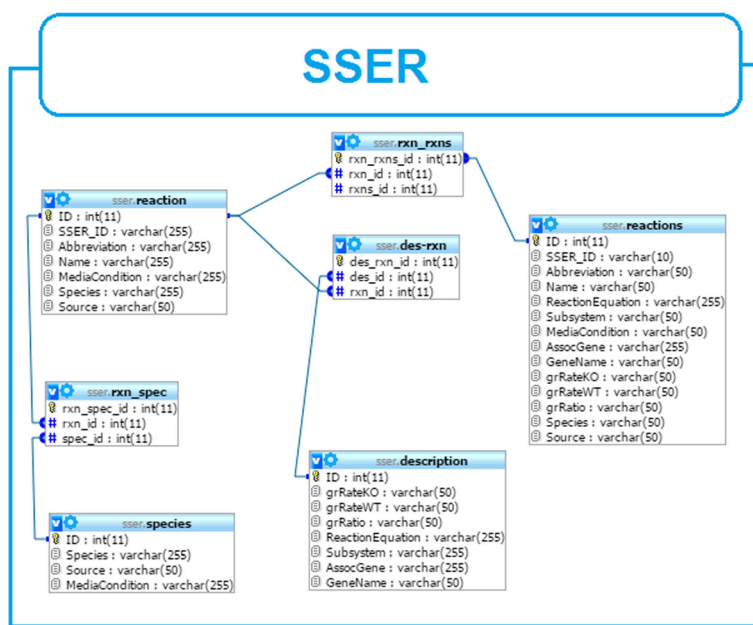 SSER
sser.rxn_rxns
rxn_rxns_id : int(11)
# rxn_id : int(11)
# rxns_id : int(11)
sser.reaction
ID : int(11)
SSER_ID : varchar(255)
Abbreviation : varchar(255)
Name : varchar(255)
MediaCondition : varchar(255)
Species : varchar(255)
Source : varchar(50)
sser.des-rxn
des_rxn_id : int(11)
# des_id : int(11)
# rxn_id : int(11)
sser.reactions
ID : int(11)
SSER_ID : varchar(10)
Abbreviation : varchar(50)
Name : varchar(50)
ReactionEquation : varchar(255)
Subsystem : varchar(50)
MediaCondition : varchar(50)
AssocGene : varchar(255)
GeneName : varchar(50)
grRateKO : varchar(50)
grRateWT : varchar(50)
grRatio : varchar(50)
Species : varchar(50)
Source : varchar(50)
sser.rxn_spec
rxn_spec_id : int(11)
# rxn_id : int(11)
# spec_id : int(11)
sser.description
ID : int(11)
grRateKO : varchar(50)
grRateWT : varchar(50)
grRatio : varchar(50)
ReactionEquation : varchar(255)
Subsystem : varchar(255)
AssocGene : varchar(255)
GeneName : varchar(50)
sser.species
ID : int(11)
Species : varchar(255)
Source : varchar(50)
MediaCondition : varchar(255)